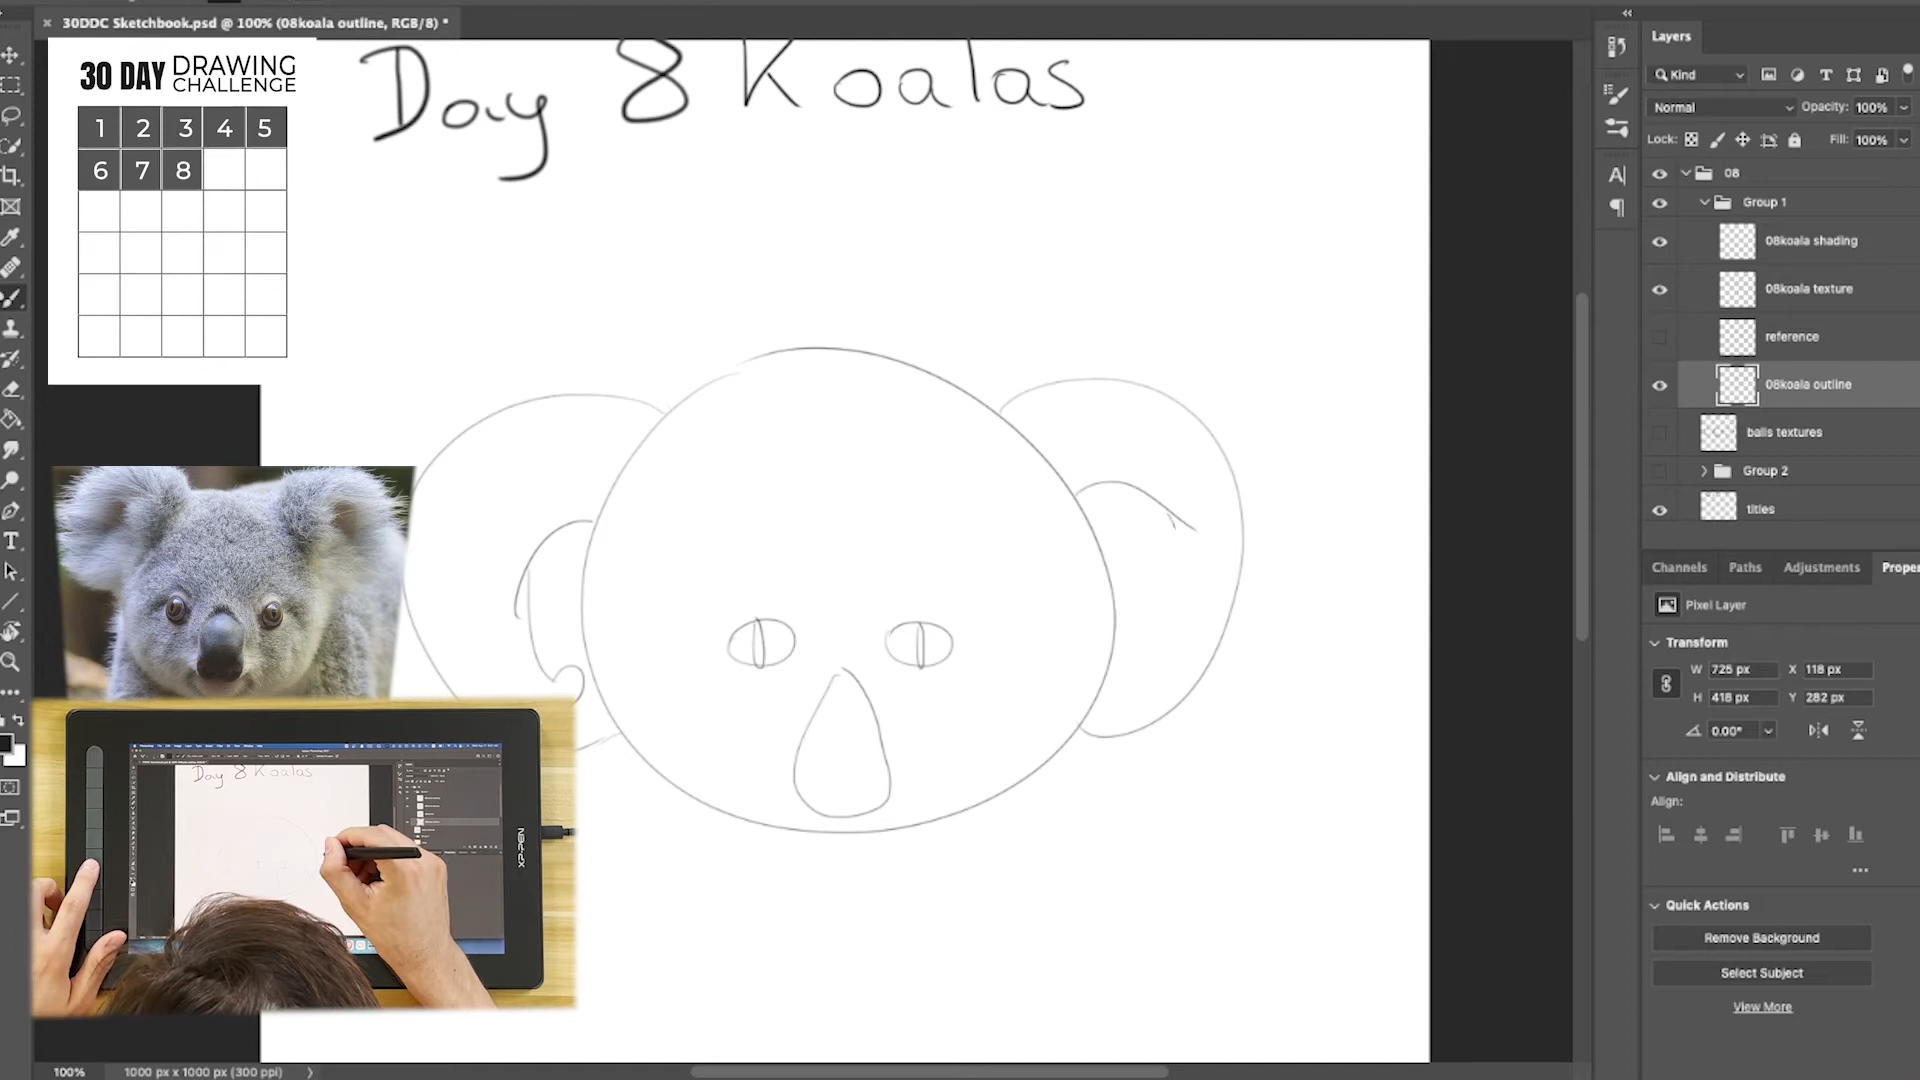 30DDC Sketchbook.psd @ 100% (08koala outline, RGB/8) *
30 DAY DRAWING CHALLENGE
1 2 3 4 5
6 7 8
Day 8 Koalas
Layers
Kind
Normal
Opacity: 100%
Lock:
Fill: 100%
08
Group 1
08koala shading
08koala texture
reference
08koala outline
balls textures
Group 2
titles
Channels Paths Adjustments Proper
Pixel Layer
Transform
W 725 px X 118 px
H 418 px Y 282 px
0.00°
Align and Distribute
Align:
Quick Actions
Remove Background
Select Subject
View More
Day 8 Koalas
XPPEN
100% 1000 px x 1000 px (300 ppi)